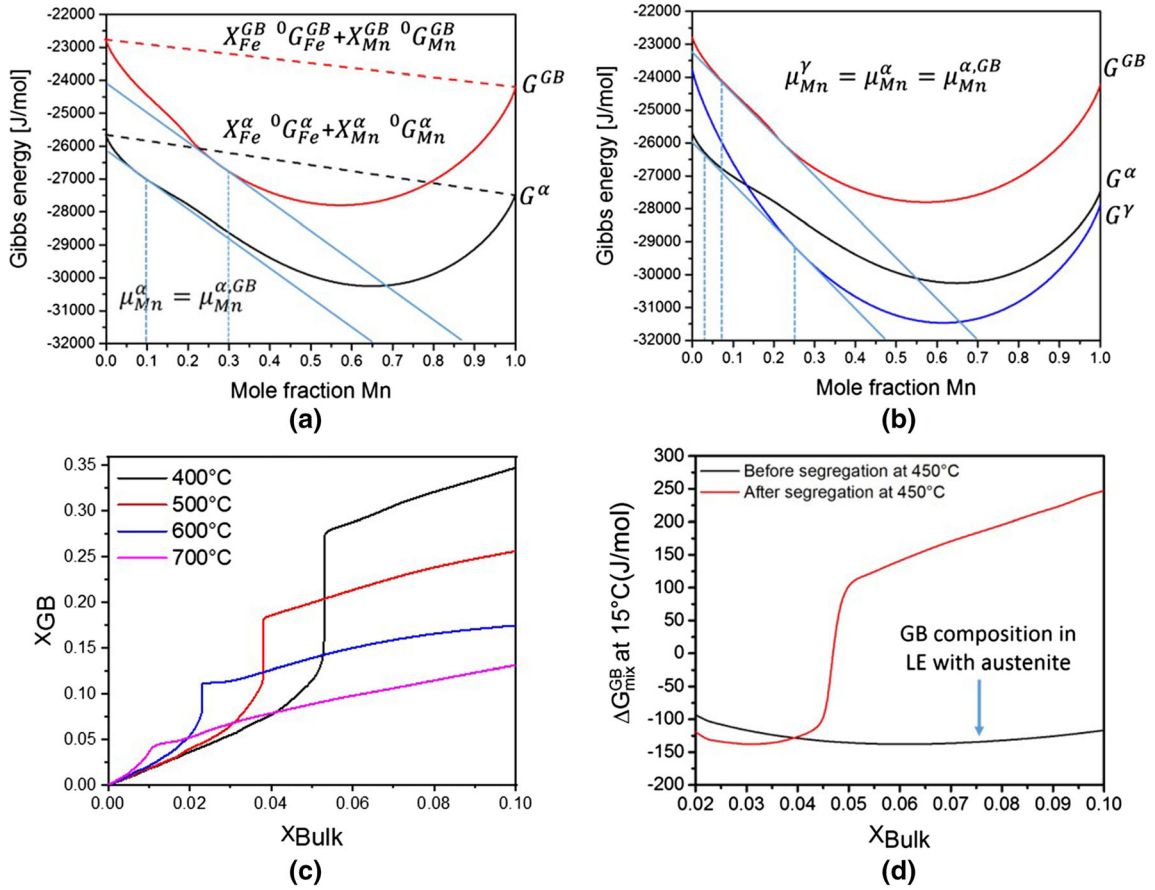 -22000
-23000
-24000
-25000
-26000
-27000
-28000
-29000
-30000
-31000
-32000
Gibbs energy [J/mol]
X_Fe^GB ⁰G_Fe^GB+X_Mn^GB ⁰G_Mn^GB
G^GB
X_Fe^α ⁰G_Fe^α+X_Mn^α ⁰G_Mn^α
G^α
μ_Mn^α = μ_Mn^α,GB
0.0 0.1 0.2 0.3 0.4 0.5 0.6 0.7 0.8 0.9 1.0
Mole fraction Mn
(a)
-22000
-23000
-24000
-25000
-26000
-27000
-28000
-29000
-30000
-31000
-32000
Gibbs energy [J/mol]
μ_Mn^γ = μ_Mn^α = μ_Mn^α,GB
G^GB
G^α
G^γ
0.0 0.1 0.2 0.3 0.4 0.5 0.6 0.7 0.8 0.9 1.0
Mole fraction Mn
(b)
0.35
0.30
0.25
0.20
0.15
0.10
0.05
0.00
X_GB
400°C
500°C
600°C
700°C
0.00 0.02 0.04 0.06 0.08 0.10
X_Bulk
(c)
300
250
200
150
100
50
0
-50
-100
-150
-200
ΔG_mix^GB at 15°C(J/mol)
Before segregation at 450°C
After segregation at 450°C
GB composition in
LE with austenite
0.02 0.03 0.04 0.05 0.06 0.07 0.08 0.09 0.10
X_Bulk
(d)